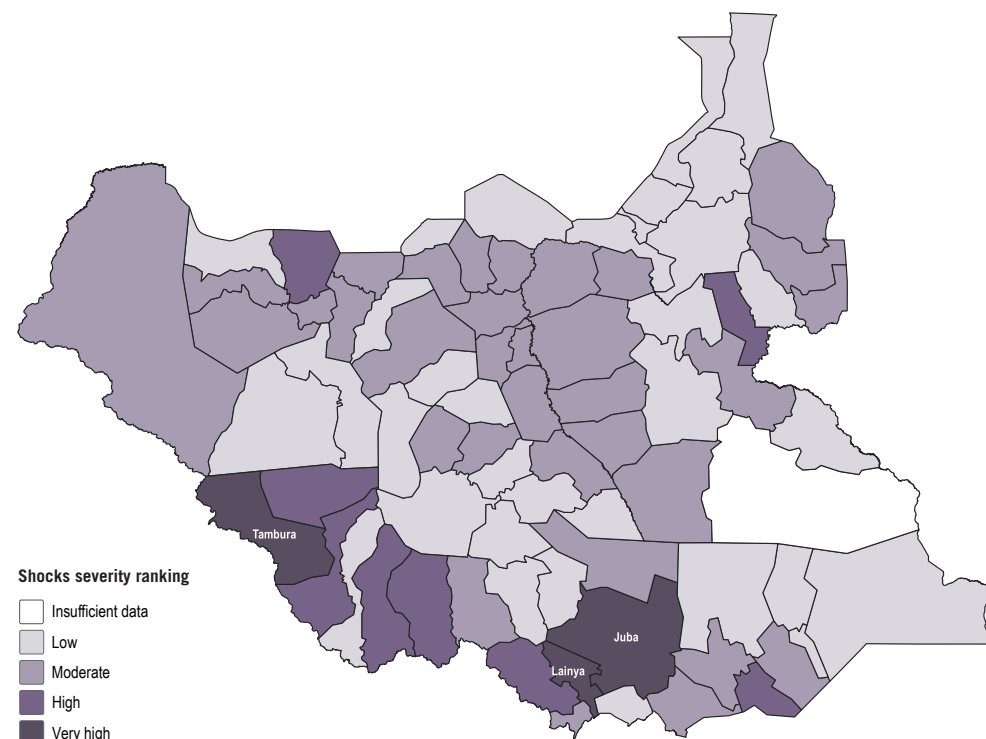 Tambura
Juba
Lainya
Shocks severity ranking
Insufficient data
Low
Moderate
High
Very high